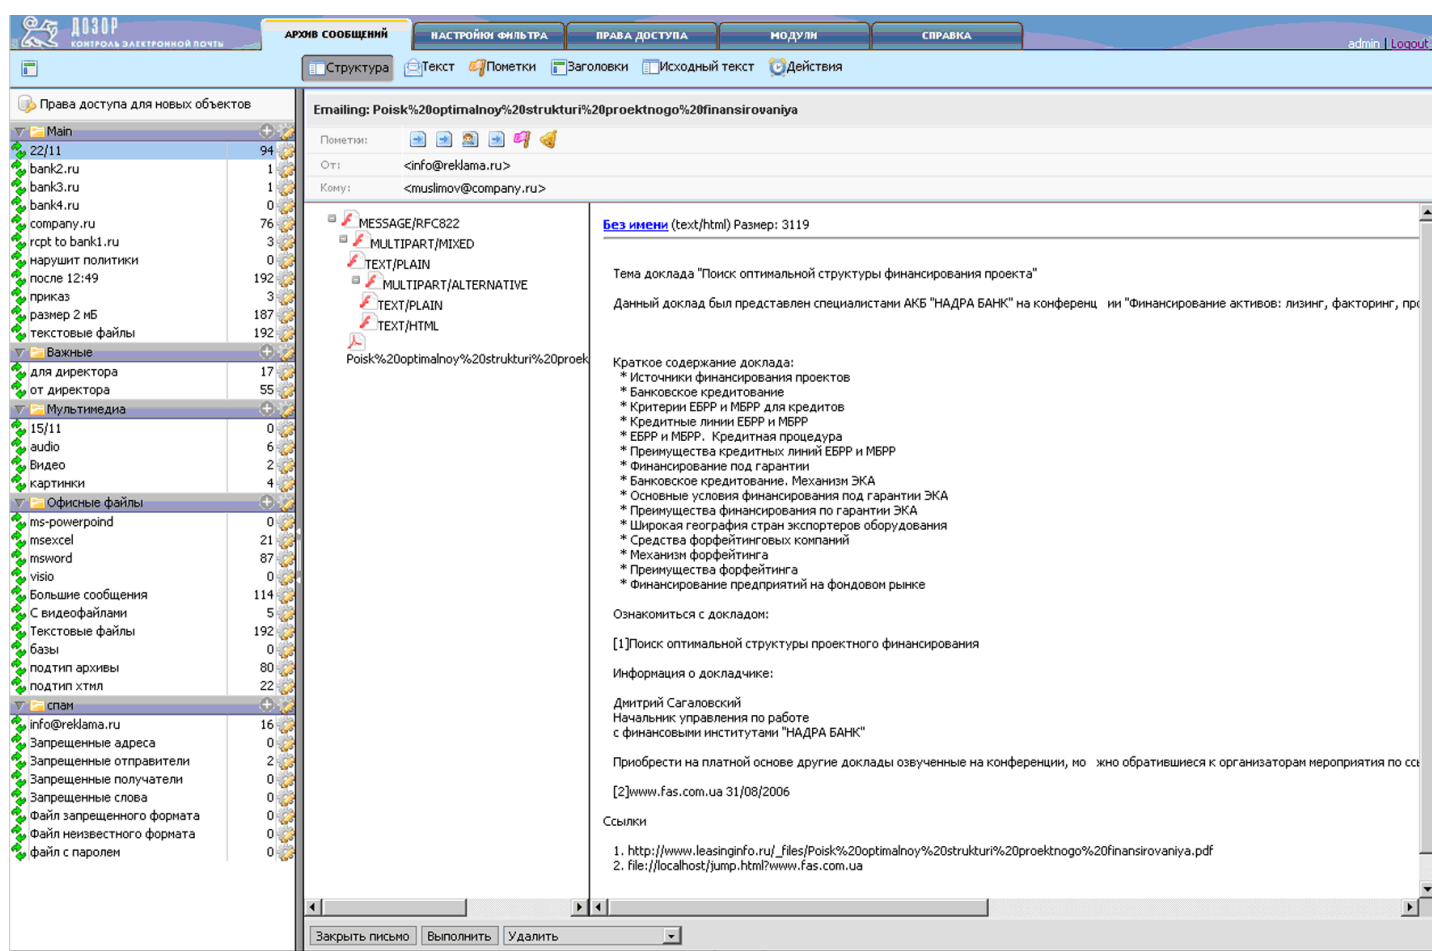 ДОЗОР
КОНТРОЛЬ ЭЛЕКТРОННОЙ ПОЧТЫ
АРХИВ СООБЩЕНИЙ
НАСТРОЙКИ ФИЛЬТРА
ПРАВА ДОСТУПА
МОДУЛИ
СПРАВКА
admin | Logout
Структура
Текст
Пометки
Заголовки
Исходный текст
Действия
Права доступа для новых объектов
Main
22/11 94
bank2.ru 1
bank3.ru 1
bank4.ru 0
company.ru 76
rcpt to bank1.ru 3
нарушит политики 0
после 12:49 192
приказ 3
размер 2 мБ 187
текстовые файлы 192
Важные
для директора 17
от директора 55
Мультимедиа
15/11 0
audio 6
Видео 2
картинки 4
Офисные файлы
ms-powerpoind 0
msexcel 21
msword 87
visio 0
Большие сообщения 114
С видеофайлами 5
Текстовые файлы 192
базы 0
подтип архивы 80
подтип хтмл 22
спам
info@reklama.ru 16
Запрещенные адреса 0
Запрещенные отправители 2
Запрещенные получатели 0
Запрещенные слова 0
Файл запрещенного формата 0
Файл неизвестного формата 0
файл с паролем 0
Emailing: Poisk%20optimalnoy%20strukturi%20proektnogo%20finansirovaniya
Пометки:
От: <info@reklama.ru>
Кому: <muslimov@company.ru>
MESSAGE/RFC822
MULTIPART/MIXED
TEXT/PLAIN
MULTIPART/ALTERNATIVE
TEXT/PLAIN
TEXT/HTML
Poisk%20optimalnoy%20strukturi%20proek
Без имени (text/html) Размер: 3119
Тема доклада "Поиск оптимальной структуры финансирования проекта"
Данный доклад был представлен специалистами АКБ "НАДРА БАНК" на конференц ии "Финансирование активов: лизинг, факторинг, про
Краткое содержание доклада:
* Источники финансирования проектов
* Банковское кредитование
* Критерии ЕБРР и МБРР для кредитов
* Кредитные линии ЕБРР и МБРР
* ЕБРР и МБРР. Кредитная процедура
* Преимущества кредитных линий ЕБРР и МБРР
* Финансирование под гарантии
* Банковское кредитование. Механизм ЭКА
* Основные условия финансирования под гарантии ЭКА
* Преимущества финансирования по гарантии ЭКА
* Широкая география стран экспортеров оборудования
* Средства форфейтинговых компаний
* Механизм форфейтинга
* Преимущества форфейтинга
* Финансирование предприятий на фондовом рынке
Ознакомиться с докладом:
[1]Поиск оптимальной структуры проектного финансирования
Информация о докладчике:
Дмитрий Сагаловский
Начальник управления по работе
с финансовыми институтами "НАДРА БАНК"
Приобрести на платной основе другие доклады озвученные на конференции, мо жно обратившиеся к организаторам мероприятия по ссы
[2]www.fas.com.ua 31/08/2006
Ссылки
1. http://www.leasinginfo.ru/_files/Poisk%20optimalnoy%20strukturi%20proektnogo%20finansirovaniya.pdf
2. file://localhost/jump.html?www.fas.com.ua
Закрыть письмо
Выполнить
Удалить